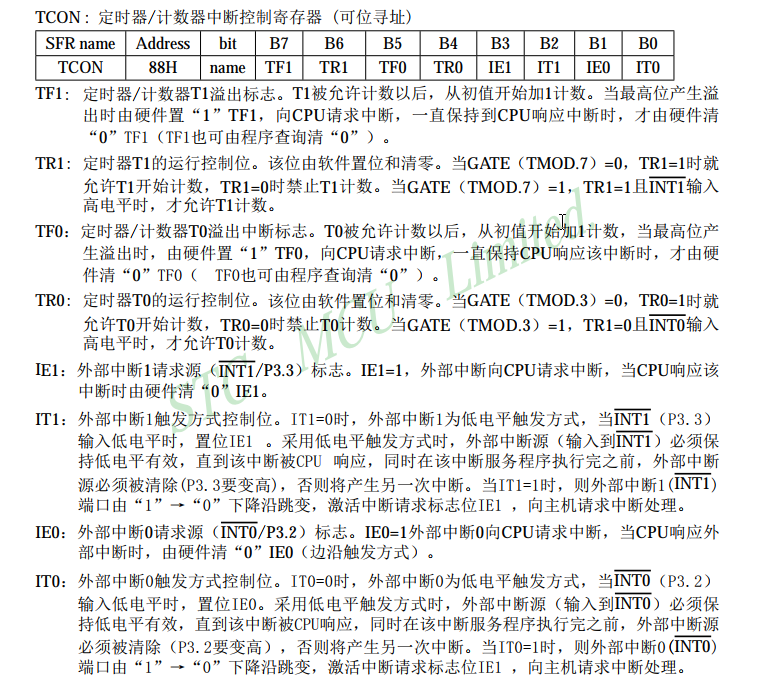 TCON: 定时器/计数器中断控制寄存器 (可位寻址)
SFR name Address bit B7 B6 B5 B4 B3 B2 B1 B0
TCON 88H name TF1 TR1 TF0 TR0 IE1 IT1 IE0 IT0
TF1: 定时器/计数器T1溢出标志。T1被允许计数以后，从初值开始加1计数。当最高位产生溢
出时由硬件置“1”TF1，向CPU请求中断，一直保持到CPU响应中断时，才由硬件清
“0”TF1（TF1也可由程序查询清“0”）。
TR1: 定时器T1的运行控制位。该位由软件置位和清零。当GATE（TMOD.7）=0，TR1=1时就
允许T1开始计数，TR1=0时禁止T1计数。当GATE（TMOD.7）=1，TR1=1且INT1输入
高电平时，才允许T1计数。
TF0: 定时器/计数器T0溢出中断标志。T0被允许计数以后，从初值开始加1计数，当最高位产
生溢出时，由硬件置“1”TF0，向CPU请求中断，一直保持CPU响应该中断时，才由硬
件清“0”TF0（ TF0也可由程序查询清“0”）。
TR0: 定时器T0的运行控制位。该位由软件置位和清零。当GATE（TMOD.3）=0，TR0=1时就
允许T0开始计数，TR0=0时禁止T0计数。当GATE（TMOD.3）=1，TR1=0且INT0输入
高电平时，才允许T0计数。
IE1: 外部中断1请求源（INT1/P3.3）标志。IE1=1，外部中断向CPU请求中断，当CPU响应该
中断时由硬件清“0”IE1。
IT1: 外部中断1触发方式控制位。IT1=0时，外部中断1为低电平触发方式，当INT1（P3.3）
输入低电平时，置位IE1 。采用低电平触发方式时，外部中断源（输入到INT1）必须保
持低电平有效，直到该中断被CPU 响应，同时在该中断服务程序执行完之前，外部中断
源必须被清除(P3.3要变高)，否则将产生另一次中断。当IT1=1时，则外部中断1(INT1)
端口由“1”→“0”下降沿跳变，激活中断请求标志位IE1 ，向主机请求中断处理。
IE0: 外部中断0请求源（INT0/P3.2）标志。IE0=1外部中断0向CPU请求中断，当CPU响应外
部中断时，由硬件清“0”IE0（边沿触发方式）。
IT0: 外部中断0触发方式控制位。IT0=0时，外部中断0为低电平触发方式，当INT0（P3.2）
输入低电平时，置位IE0。采用低电平触发方式时，外部中断源（输入到INT0）必须保
持低电平有效，直到该中断被CPU响应，同时在该中断服务程序执行完之前，外部中断源
必须被清除（P3.2要变高），否则将产生另一次中断。当IT0=1时，则外部中断0(INT0)
端口由“1”→“0”下降沿跳变，激活中断请求标志位IE1 ，向主机请求中断处理。
STC MCU Limited.